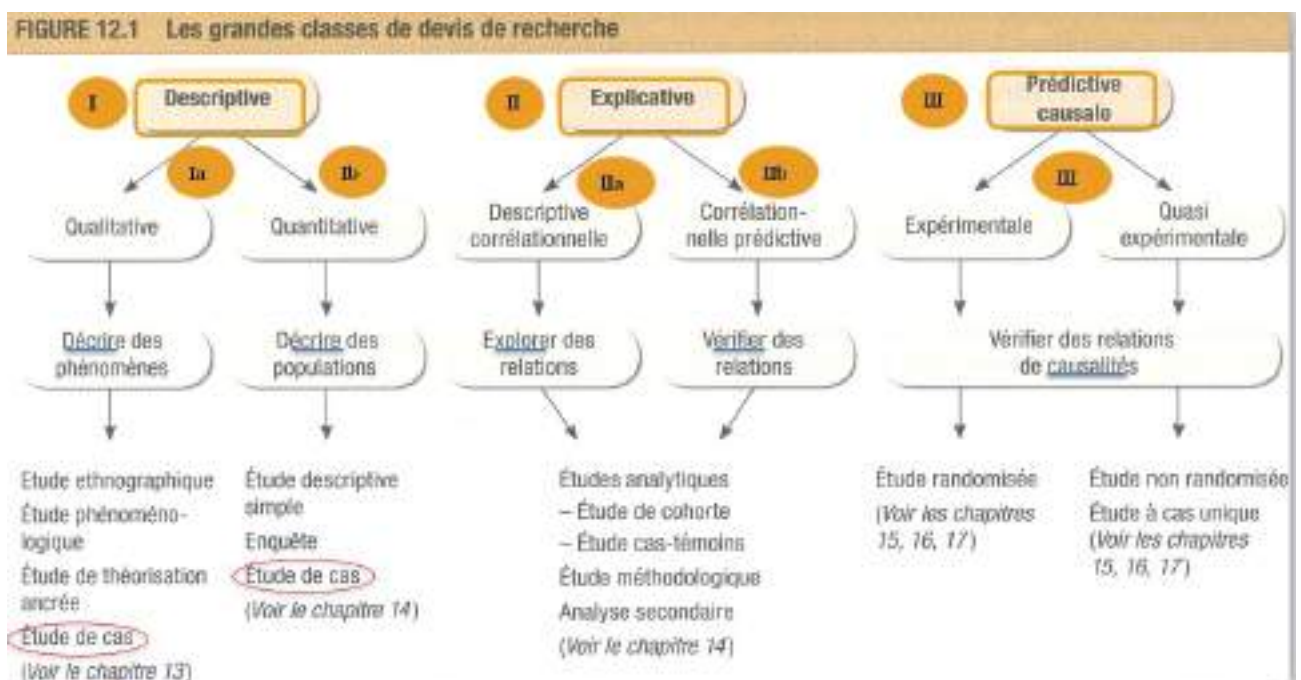 FIGURE 12.1 Les grandes classes de devis de recherche
I
Descriptive
II
Explicative
III
Prédictive
causale
Ia
Ib
IIa
IIb
III
Qualitative
Quantitative
Descriptive
corrélationnelle
Corrélation-
nelle prédictive
Expérimentale
Quasi
expérimentale
Décrire des
phénomènes
Décrire des
populations
Explorer des
relations
Vérifier des
relations
Vérifier des relations
de causalités
Etude ethnographique
Étude phénoméno-
logique
Étude de théorisation
ancrée
Étude de cas
(Voir le chapitre 13)
Étude descriptive
simple
Enquête
Étude de cas
(Voir le chapitre 14)
Études analytiques
– Étude de cohorte
– Étude cas-témoins
Étude méthodologique
Analyse secondaire
(Voir le chapitre 14)
Étude randomisée
(Voir les chapitres
15, 16, 17)
Étude non randomisée
Étude à cas unique
(Voir les chapitres
15, 16, 17)